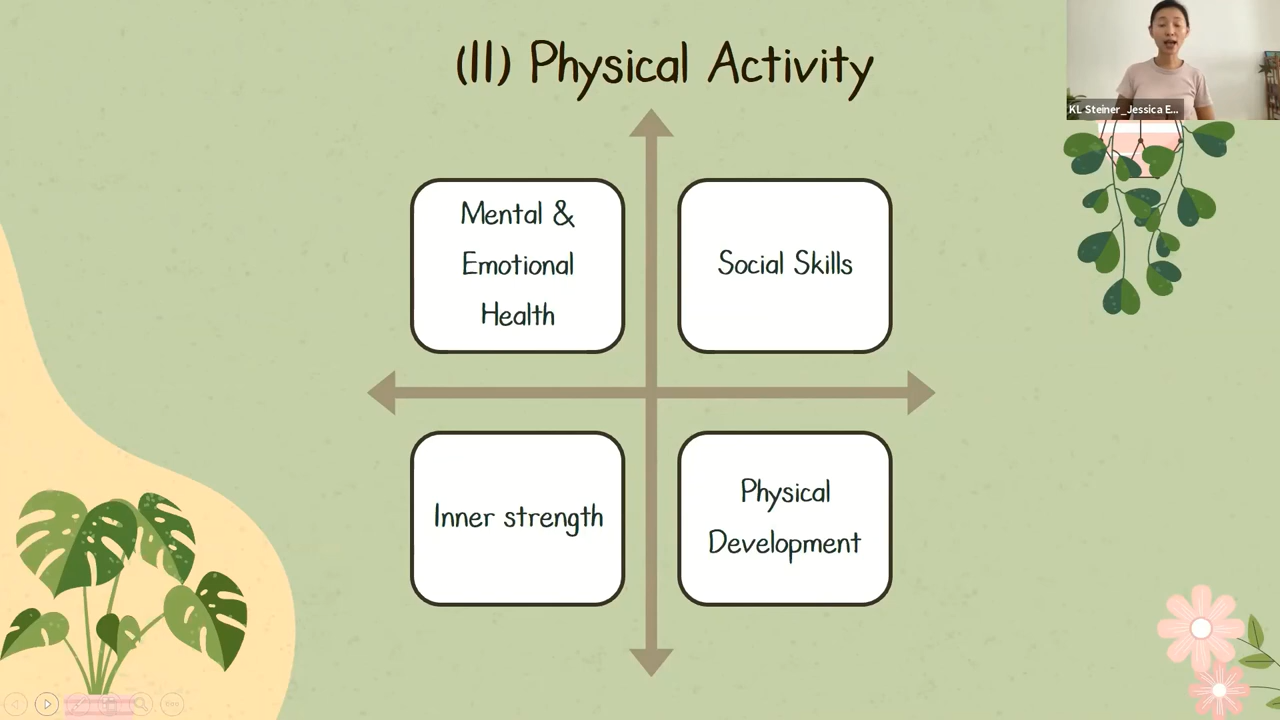 (II) Physical Activity
KL Steiner_Jessica E...
Mental &
Emotional
Health
Social Skills
Inner strength
Physical
Development